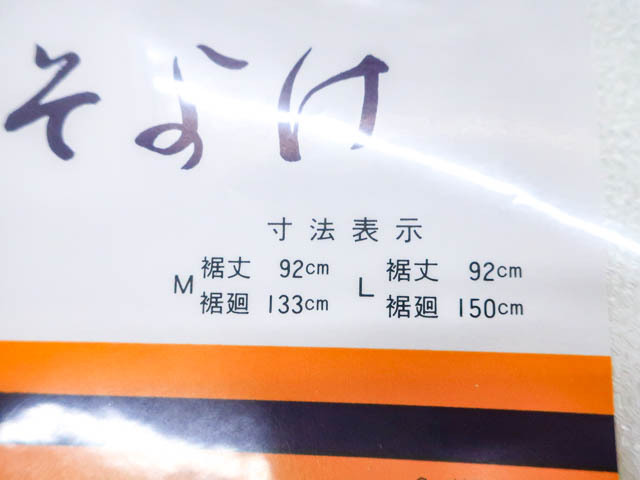 そよけ
寸法表示
M 裾丈 92cm L 裾丈 92cm
裾廻 133cm 裾廻 150cm